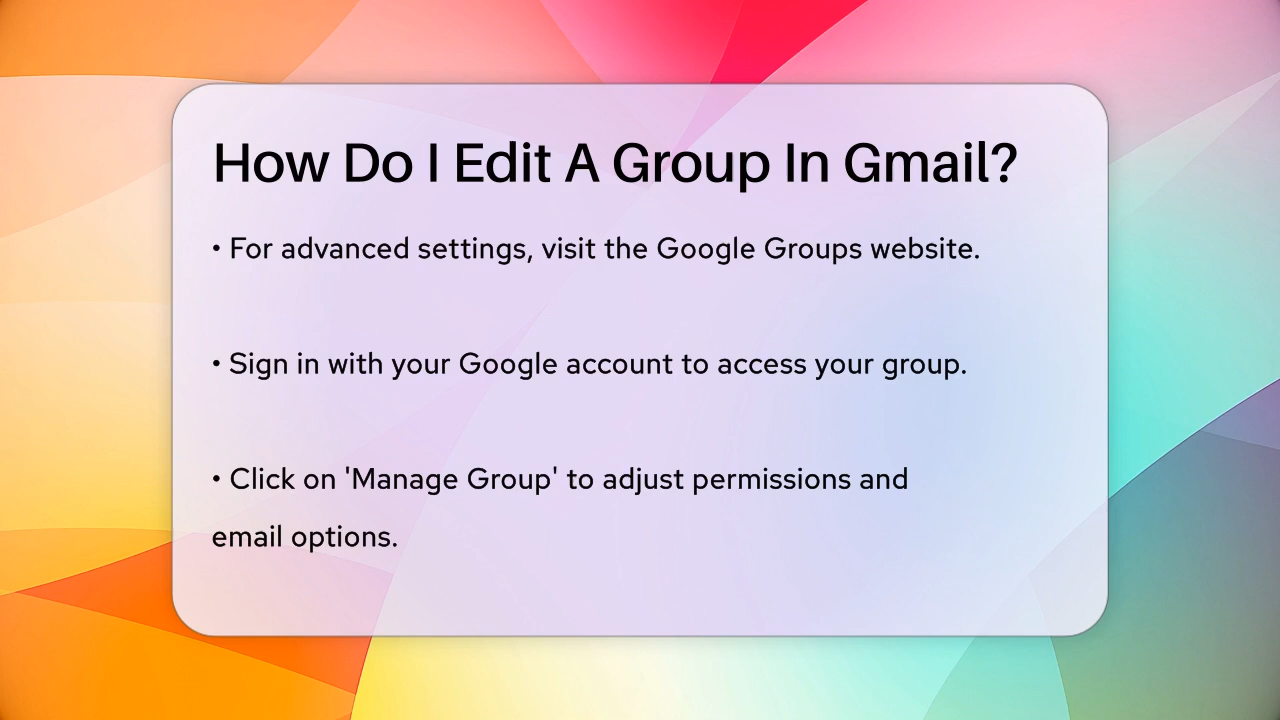 How Do I Edit A Group In Gmail?
• For advanced settings, visit the Google Groups website.
• Sign in with your Google account to access your group.
• Click on 'Manage Group' to adjust permissions and
email options.